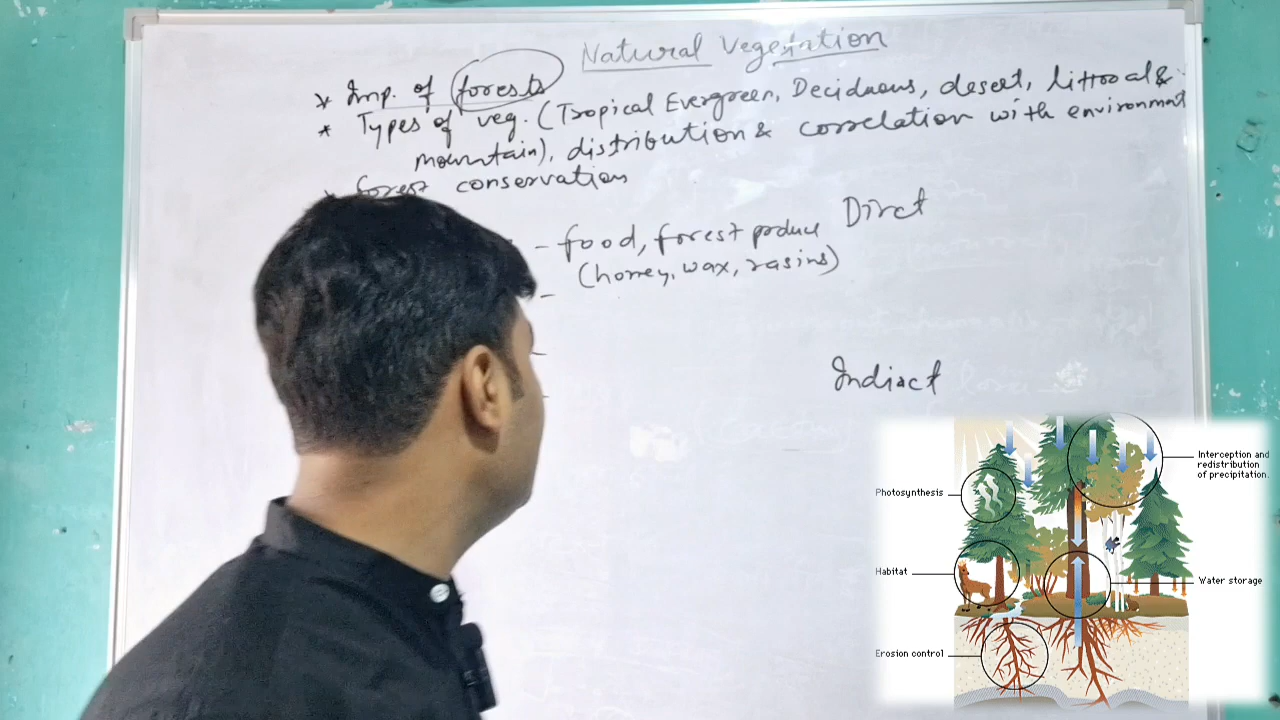 Natural Vegetation
* Imp. of forests
* Types of veg. (Tropical Evergreen, Deciduous, desert, littoral &
mountain), distribution & correlation with environment
* forest conservation
- food, forest produce Direct
(honey, wax, rasins)
-
-
-
Indirect
Interception and
redistribution
of precipitation.
Photosynthesis
Habitat
Water storage
Erosion control